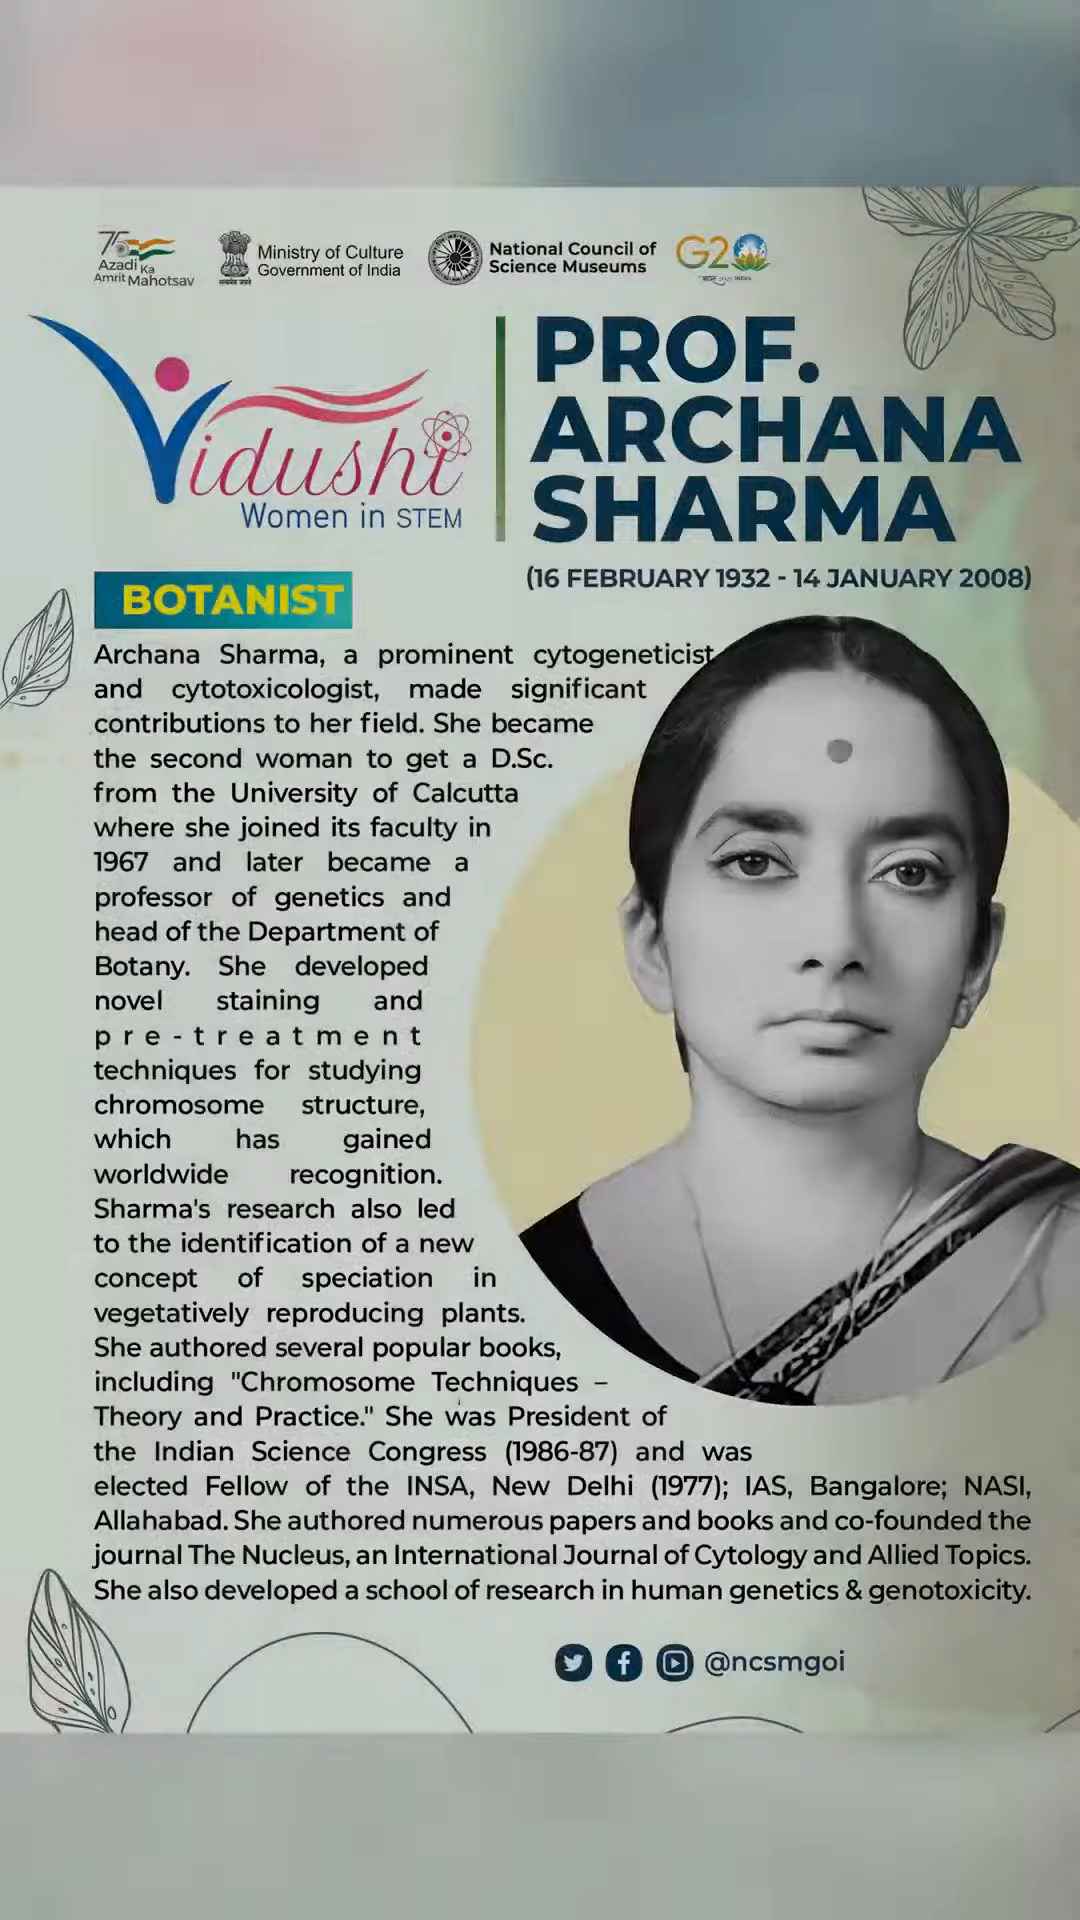 75
Azadi Ka
Amrit Mahotsav
Ministry of Culture
Government of India
National Council of
Science Museums
G20
Vidushi
Women in STEM
PROF.
ARCHANA
SHARMA
(16 FEBRUARY 1932 - 14 JANUARY 2008)
BOTANIST
Archana Sharma, a prominent cytogeneticist
and cytotoxicologist, made significant
contributions to her field. She became
the second woman to get a D.Sc.
from the University of Calcutta
where she joined its faculty in
1967 and later became a
professor of genetics and
head of the Department of
Botany. She developed
novel staining and
pre-treatment
techniques for studying
chromosome structure,
which has gained
worldwide recognition.
Sharma's research also led
to the identification of a new
concept of speciation in
vegetatively reproducing plants.
She authored several popular books,
including "Chromosome Techniques –
Theory and Practice." She was President of
the Indian Science Congress (1986-87) and was
elected Fellow of the INSA, New Delhi (1977); IAS, Bangalore; NASI,
Allahabad. She authored numerous papers and books and co-founded the
journal The Nucleus, an International Journal of Cytology and Allied Topics.
She also developed a school of research in human genetics & genotoxicity.
@ncsmgoi